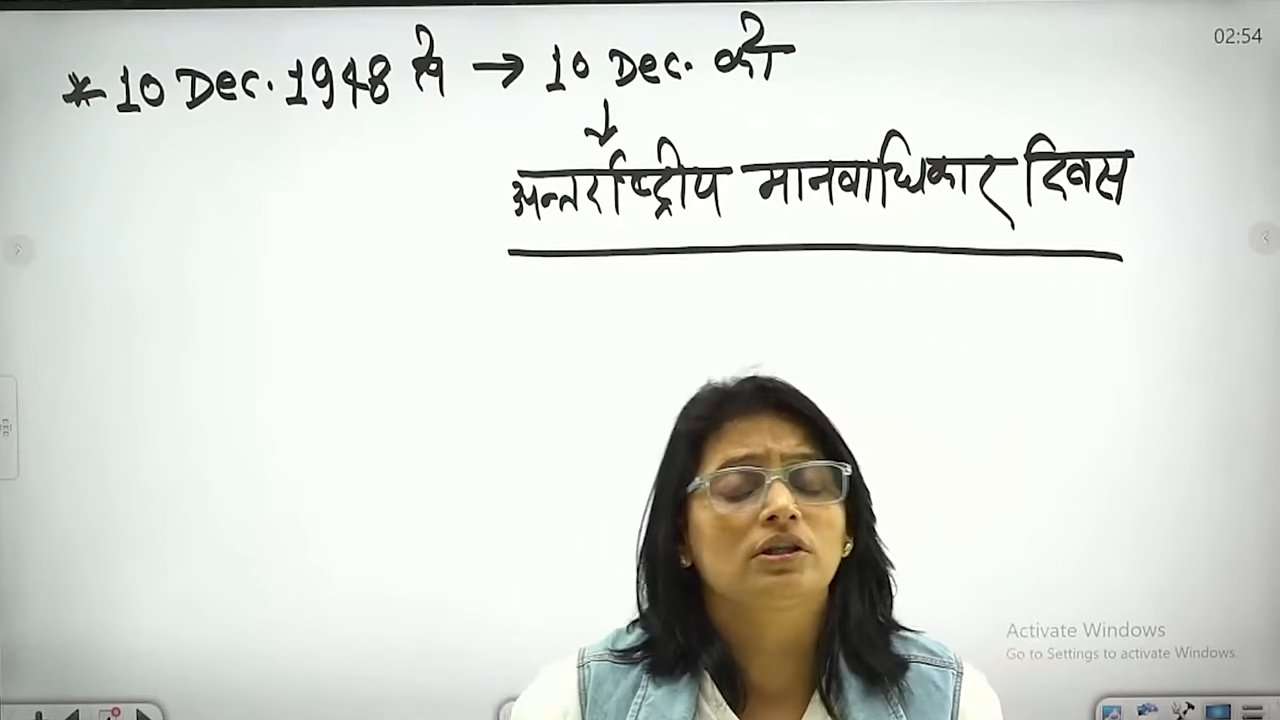 02:54
* 10 Dec. 1948 से → 10 Dec. को
↓
अन्तर्राष्ट्रीय मानवाधिकार दिवस
Activate Windows
Go to Settings to activate Windows.